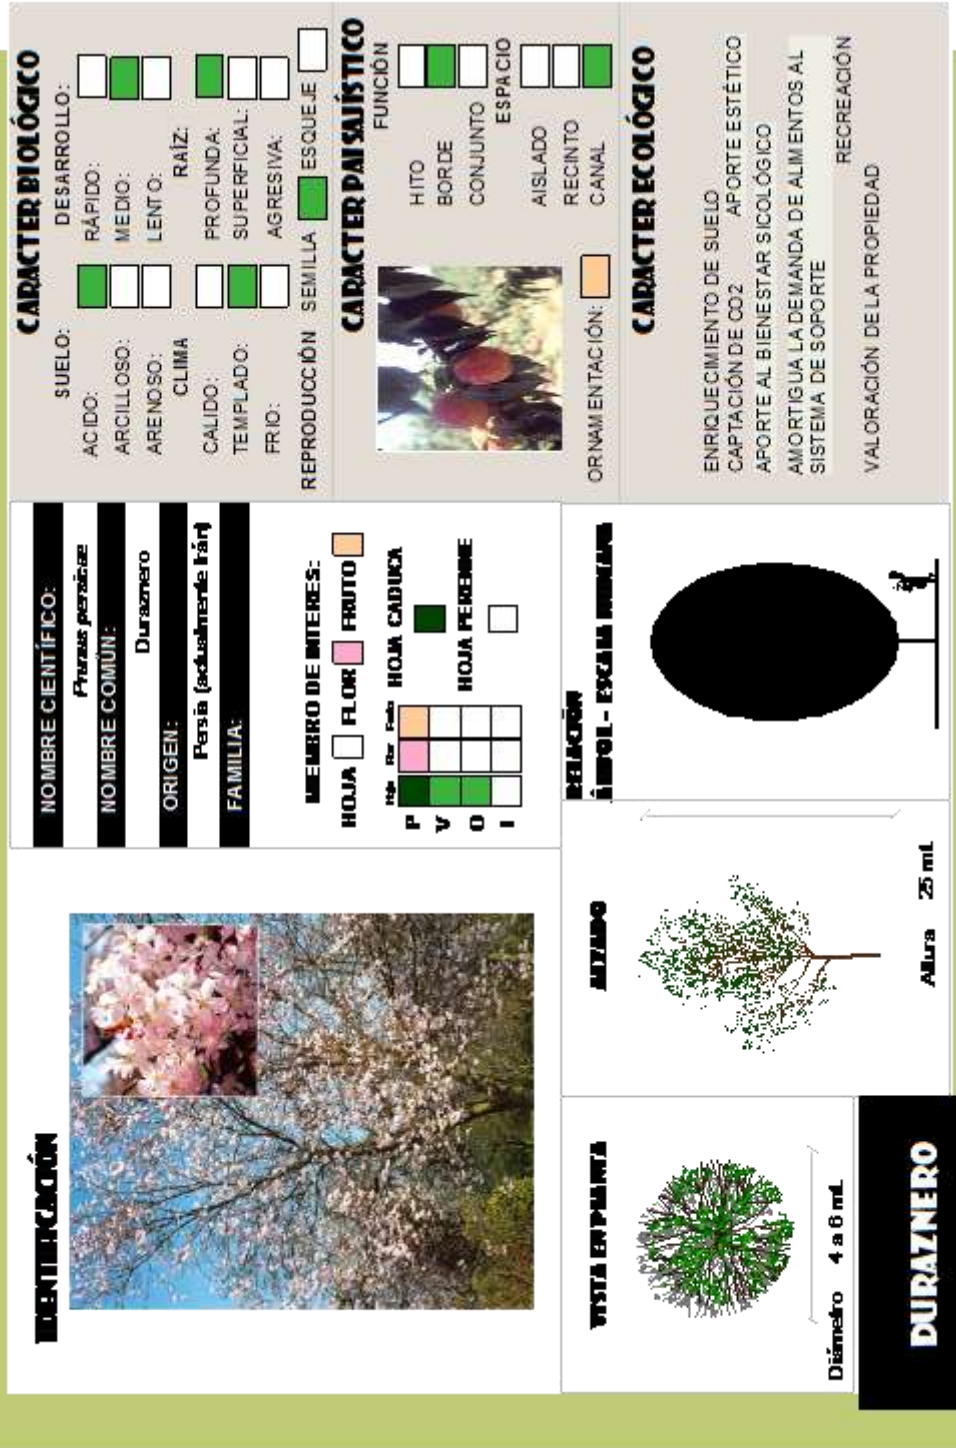 IDENTIFICACIÓN
NOMBRE CIENTÍFICO:
Prunus persicae
NOMBRE COMÚN:
Duraznero
ORIGEN:
Persia (actualmente Irán)
FAMILIA:
MIEMBRO DE INTERES:
HOJA FLOR FRUTO
Hoja Flor Fruto
P
V
O
I
HOJA CADUCA
HOJA PERENNE
CARACTER BIOLÓGICO
SUELO: DESARROLLO:
ACIDO: RÁPIDO:
ARCILLOSO: MEDIO:
ARENOSO: LENTO:
CLIMA RAÍZ:
CALIDO: PROFUNDA:
TEMPLADO: SUPERFICIAL:
FRIO: AGRESIVA:
REPRODUCCIÓN SEMILLA ESQUEJE
CARACTER PAISAJÍSTICO
FUNCIÓN
HITO
BORDE
CONJUNTO
ESPACIO
AISLADO
RECINTO
CANAL
ORNAMENTACIÓN:
CARACTER ECOLÓGICO
ENRIQUECIMIENTO DE SUELO
CAPTACIÓN DE CO2 APORTE ESTÉTICO
APORTE AL BIENESTAR SICOLÓGICO
AMORTIGUA LA DEMANDA DE ALIMENTOS AL
SISTEMA DE SOPORTE
RECREACIÓN
VALORACIÓN DE LA PROPIEDAD
VISTA EN PLANTA
Diámetro 4 a 6 mt.
ALZADO
Altura 25 mt.
RELACIÓN
ÁRBOL - ESCALA HUMANA
DURAZNERO